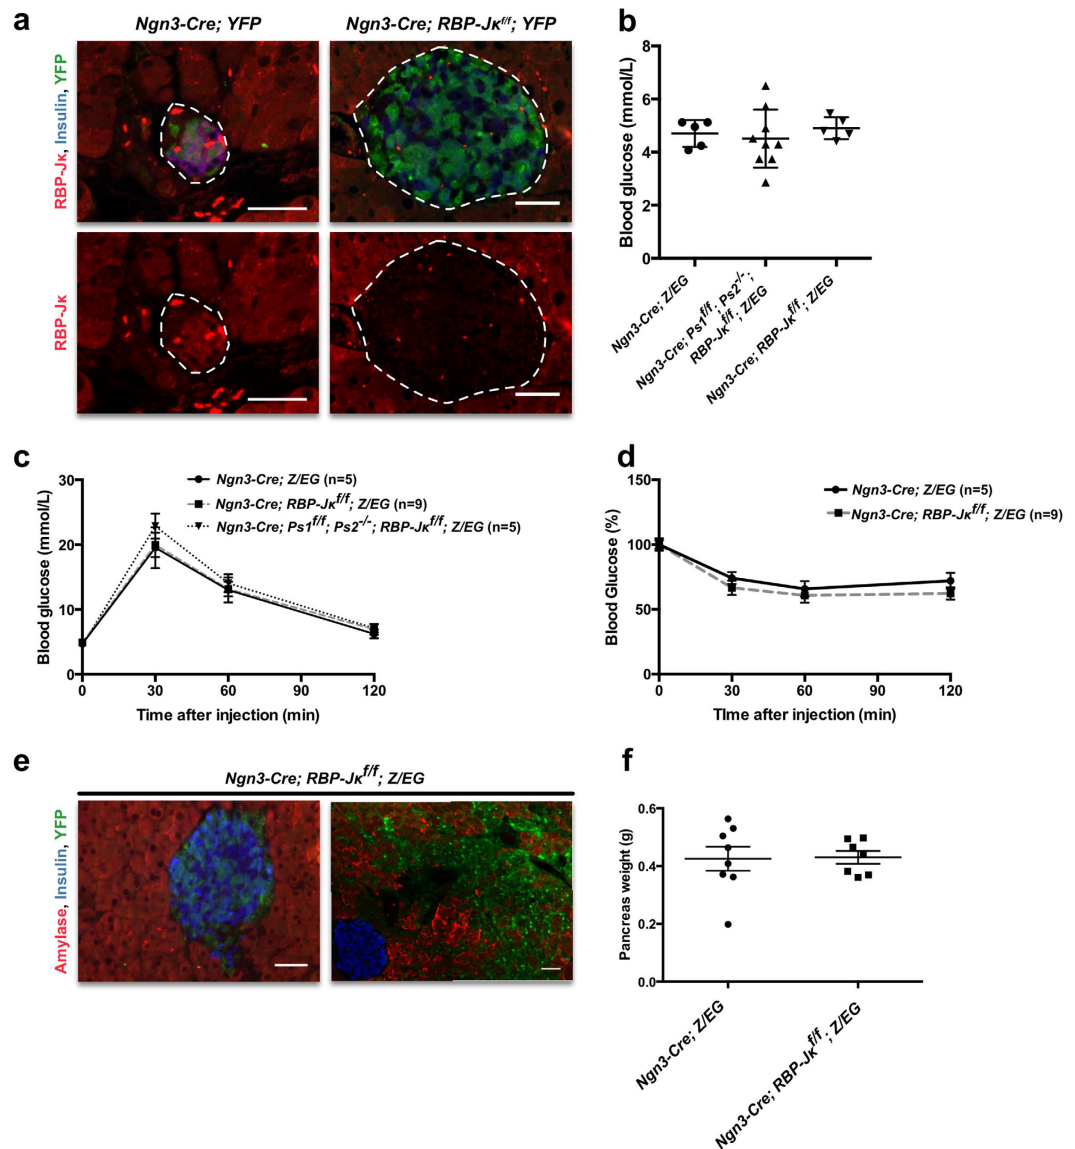 a
Ngn3-Cre; YFP
Ngn3-Cre; RBP-Jκf/f; YFP
RBP-Jκ, Insulin, YFP
RBP-Jκ
b
Blood glucose (mmol/L)
8
6
4
2
0
Ngn3-Cre; Z/EG
Ngn3-Cre; Ps1f/f; Ps2-/-;
RBP-Jκf/f; Z/EG
Ngn3-Cre; RBP-Jκf/f; Z/EG
c
Blood glucose (mmol/L)
30
20
10
0
0 30 60 90 120
Time after injection (min)
Ngn3-Cre; Z/EG (n=5)
Ngn3-Cre; RBP-Jκf/f; Z/EG (n=9)
Ngn3-Cre; Ps1f/f; Ps2-/-; RBP-Jκf/f; Z/EG (n=5)
d
Blood Glucose (%)
150
100
50
0
0 30 60 90 120
TIme after injection (min)
Ngn3-Cre; Z/EG (n=5)
Ngn3-Cre; RBP-Jκf/f; Z/EG (n=9)
e
Ngn3-Cre; RBP-Jκf/f; Z/EG
Amylase, Insulin, YFP
f
Pancreas weight (g)
0.6
0.4
0.2
0.0
Ngn3-Cre; Z/EG
Ngn3-Cre; RBP-Jκf/f; Z/EG